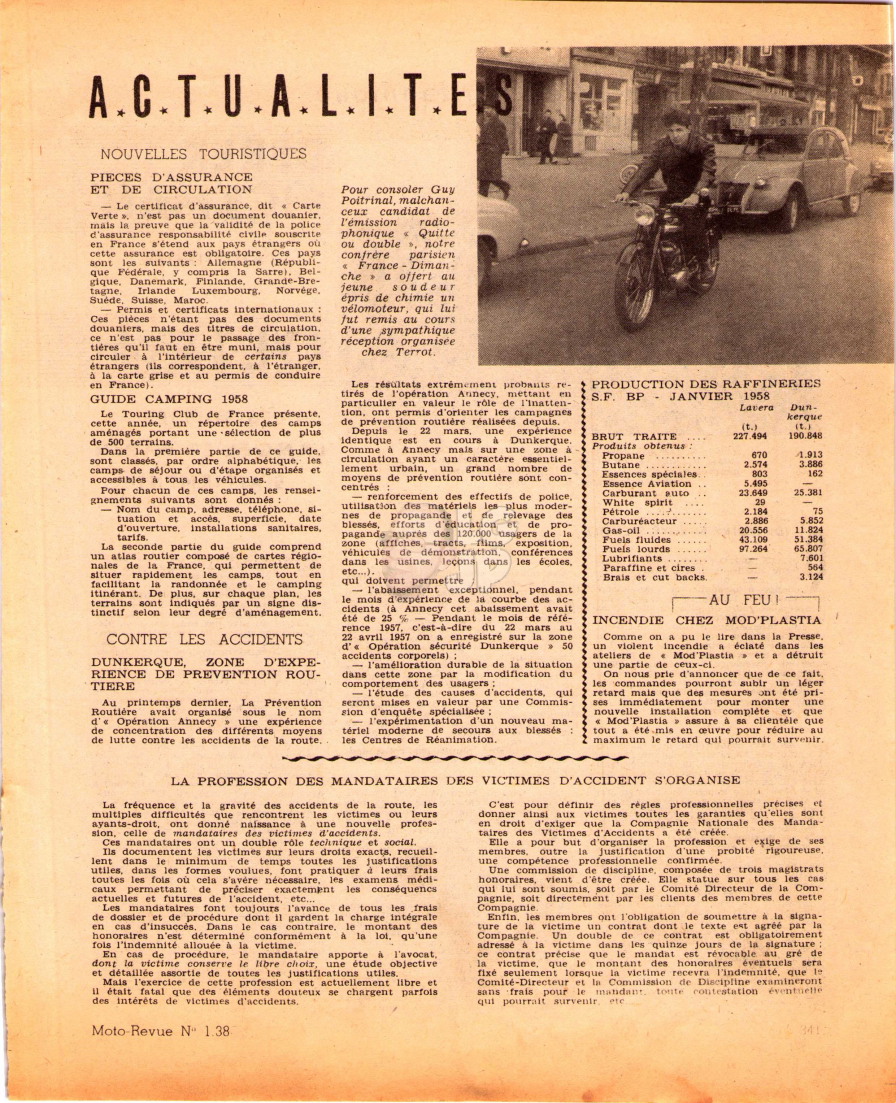 A.C.T.U.A.L.I.T.E.S
NOUVELLES TOURISTIQUES
PIECES D'ASSURANCE
ET DE CIRCULATION
— Le certificat d'assurance, dit « Carte
Verte », n'est pas un document douanier,
mais la preuve que la validité de la police
d'assurance responsabilité civile souscrite
en France s'étend aux pays étrangers où
cette assurance est obligatoire. Ces pays
sont les suivants : Allemagne (Républi-
que Fédérale, y compris la Sarre), Bel-
gique, Danemark, Finlande, Grande-Bre-
tagne, Irlande Luxembourg, Norvége,
Suède, Suisse, Maroc.
— Permis et certificats internationaux :
Ces piéces n'étant pas des documents
douaniers, mais des titres de circulation,
ce n'est pas pour le passage des fron-
tières qu'il faut en être muni, mais pour
circuler à l'intérieur de certains pays
étrangers (ils correspondent, à l'étranger,
à la carte grise et au permis de conduire
en France).
GUIDE CAMPING 1958
Le Touring Club de France présente,
cette année, un répertoire des camps
aménagés portant une sélection de plus
de 500 terrains.
Dans la première partie de ce guide,
sont classés, par ordre alphabétique, les
camps de séjour ou d'étape organisés et
accessibles à tous les véhicules.
Pour chacun de ces camps, les rensei-
gnements suivants sont donnés :
— Nom du camp, adresse, téléphone, si-
tuation et accès, superficie, date
d'ouverture, installations sanitaires,
tarifs.
La seconde partie du guide comprend
un atlas routier composé de cartes régio-
nales de la France, qui permettent de
situer rapidement les camps, tout en
facilitant la randonnée et le camping
itinérant. De plus, sur chaque plan, les
terrains sont indiqués par un signe dis-
tinctif selon leur degré d'aménagement.
CONTRE LES ACCIDENTS
DUNKERQUE, ZONE D'EXPE-
RIENCE DE PREVENTION ROU-
TIERE
Au printemps dernier, La Prévention
Routière avait organisé sous le nom
d'« Opération Annecy » une expérience
de concentration des différents moyens
de lutte contre les accidents de la route.
Pour consoler Guy
Poitrinal, malchan-
ceux candidat de
l'émission radio-
phonique « Quitte
ou double », notre
confrère parisien
« France - Diman-
che » a offert au
jeune soudeur
épris de chimie un
vélomoteur, qui lui
fut remis au cours
d'une sympathique
réception organisée
chez Terrot.
Les résultats extrêmement probants re-
tirés de l'opération Annecy, mettant en
particulier en valeur le rôle de l'inatten-
tion, ont permis d'orienter les campagnes
de prévention routière réalisées depuis.
Depuis le 22 mars, une expérience
identique est en cours à Dunkerque.
Comme à Annecy mais sur une zone à
circulation ayant un caractère essentiel-
lement urbain, un grand nombre de
moyens de prévention routière sont con-
centrés :
— renforcement des effectifs de police,
utilisation des matériels les plus moder-
nes de propagande et de relevage des
blessés, efforts d'éducation et de pro-
pagande auprès des 120.000 usagers de la
zone (affiches, tracts, films, exposition,
véhicules de démonstration, conférences
dans les usines, leçons dans les écoles,
etc...).
qui doivent permettre :
— l'abaissement exceptionnel, pendant
le mois d'expérience de la courbe des ac-
cidents (à Annecy cet abaissement avait
été de 25 % — Pendant le mois de réfé-
rence 1957, c'est-à-dire du 22 mars au
22 avril 1957 on a enregistré sur la zone
d'« Opération sécurité Dunkerque » 50
accidents corporels) ;
— l'amélioration durable de la situation
dans cette zone par la modification du
comportement des usagers ;
— l'étude des causes d'accidents, qui
seront mises en valeur par une Commis-
sion d'enquête spécialisée ;
— l'expérimentation d'un nouveau ma-
tériel moderne de secours aux blessés :
les Centres de Réanimation.
PRODUCTION DES RAFFINERIES
S.F. BP - JANVIER 1958
Lavera Dun-
kerque
(t.) (t.)
BRUT TRAITE .... 227.494 190.848
Produits obtenus :
Propane .......... 670 1.913
Butane ........... 2.574 3.886
Essences spéciales 803 162
Essence Aviation .. 5.495 —
Carburant auto .. 23.649 25.381
White spirit .... 29 —
Pétrole .......... 2.184 75
Carburéacteur .... 2.886 5.852
Gas-oil .......... 20.556 11.824
Fuels fluides .... 43.109 51.384
Fuels lourds ..... 97.264 65.807
Lubrifiants ....... — 7.601
Paraffine et cires . — 564
Brais et cut backs. — 3.124
AU FEU !
INCENDIE CHEZ MOD'PLASTIA
Comme on a pu le lire dans la Presse,
un violent incendie a éclaté dans les
ateliers de « Mod'Plastia » et a détruit
une partie de ceux-ci.
On nous prie d'annoncer que de ce fait,
les commandes pourront subir un léger
retard mais que des mesures ont été pri-
ses immédiatement pour monter une
nouvelle installation complète et que
« Mod'Plastia » assure à sa clientèle que
tout a été mis en œuvre pour réduire au
maximum le retard qui pourrait survenir.
LA PROFESSION DES MANDATAIRES DES VICTIMES D'ACCIDENT S'ORGANISE
La fréquence et la gravité des accidents de la route, les
multiples difficultés que rencontrent les victimes ou leurs
ayants-droit, ont donné naissance à une nouvelle profes-
sion, celle de mandataires des victimes d'accidents.
Ces mandataires ont un double rôle technique et social.
Ils documentent les victimes sur leurs droits exacts, recueil-
lent dans le minimum de temps toutes les justifications
utiles, dans les formes voulues, font pratiquer à leurs frais
toutes les fois où cela s'avère nécessaire, les examens médi-
caux permettant de préciser exactement les conséquences
actuelles et futures de l'accident, etc...
Les mandataires font toujours l'avance de tous les frais
de dossier et de procédure dont il gardent la charge intégrale
en cas d'insuccés. Dans le cas contraire, le montant des
honoraires n'est déterminé conformément à la loi, qu'une
fois l'indemnité allouée à la victime.
En cas de procédure, le mandataire apporte à l'avocat,
dont la victime conserve le libre choix, une étude objective
et détaillée assortie de toutes les justifications utiles.
Mais l'exercice de cette profession est actuellement libre et
il était fatal que des éléments douteux se chargent parfois
des intérêts de victimes d'accidents.
C'est pour définir des règles professionnelles précises et
donner ainsi aux victimes toutes les garanties qu'elles sont
en droit d'exiger que la Compagnie Nationale des Manda-
taires des Victimes d'Accidents a été créée.
Elle a pour but d'organiser la profession et exige de ses
membres, outre la justification d'une probité rigoureuse,
une compétence professionnelle confirmée.
Une commission de discipline, composée de trois magistrats
honoraires, vient d'être créée. Elle statue sur tous les cas
qui lui sont soumis, soit par le Comité Directeur de la Com-
pagnie, soit directement par les clients des membres de cette
Compagnie.
Enfin, les membres ont l'obligation de soumettre à la signa-
ture de la victime un contrat dont le texte est agréé par la
Compagnie. Un double de ce contrat est obligatoirement
adressé à la victime dans les quinze jours de la signature ;
ce contrat précise que le mandat est révocable au gré de
la victime, que le montant des honoraires éventuels sera
fixé seulement lorsque la victime recevra l'indemnité, que le
Comité-Directeur et la Commission de Discipline examineront
sans frais pour le mandant, toute contestation éventuelle
qui pourrait survenir, etc...
Moto-Revue N° 1.38